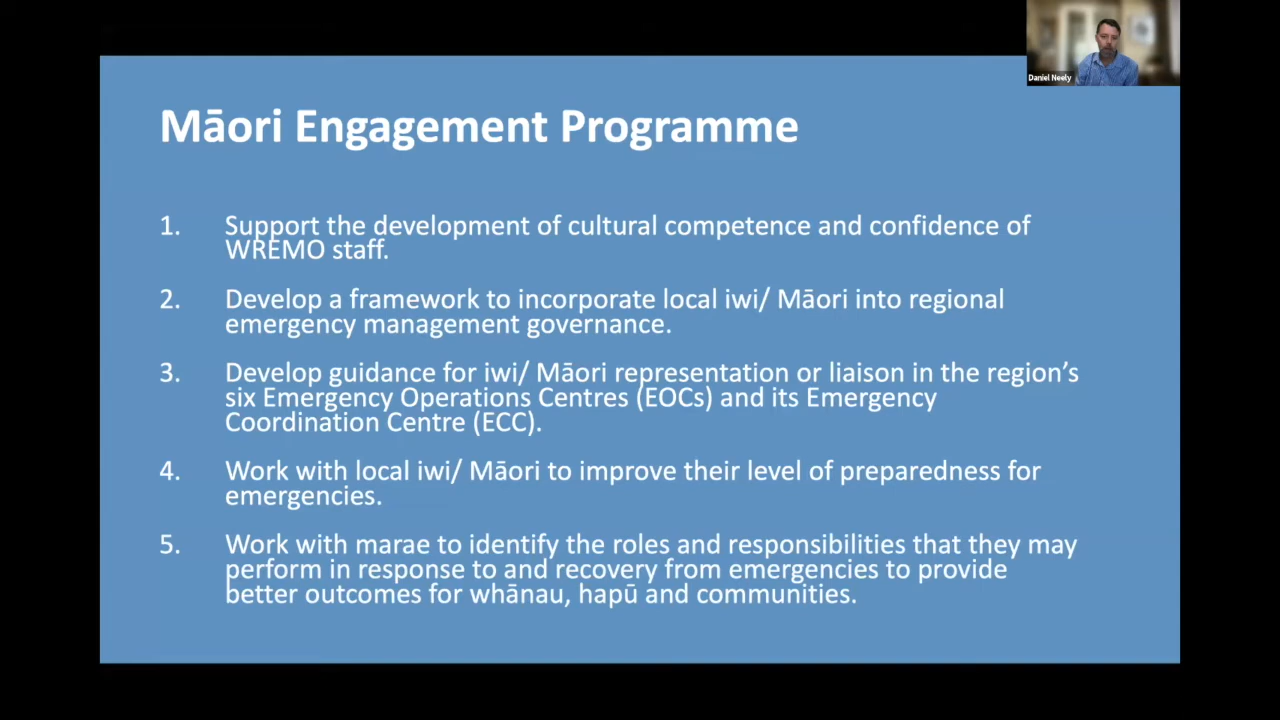 Daniel Neely
Māori Engagement Programme
1. Support the development of cultural competence and confidence of
WREMO staff.
2. Develop a framework to incorporate local iwi/ Māori into regional
emergency management governance.
3. Develop guidance for iwi/ Māori representation or liaison in the region’s
six Emergency Operations Centres (EOCs) and its Emergency
Coordination Centre (ECC).
4. Work with local iwi/ Māori to improve their level of preparedness for
emergencies.
5. Work with marae to identify the roles and responsibilities that they may
perform in response to and recovery from emergencies to provide
better outcomes for whānau, hapū and communities.